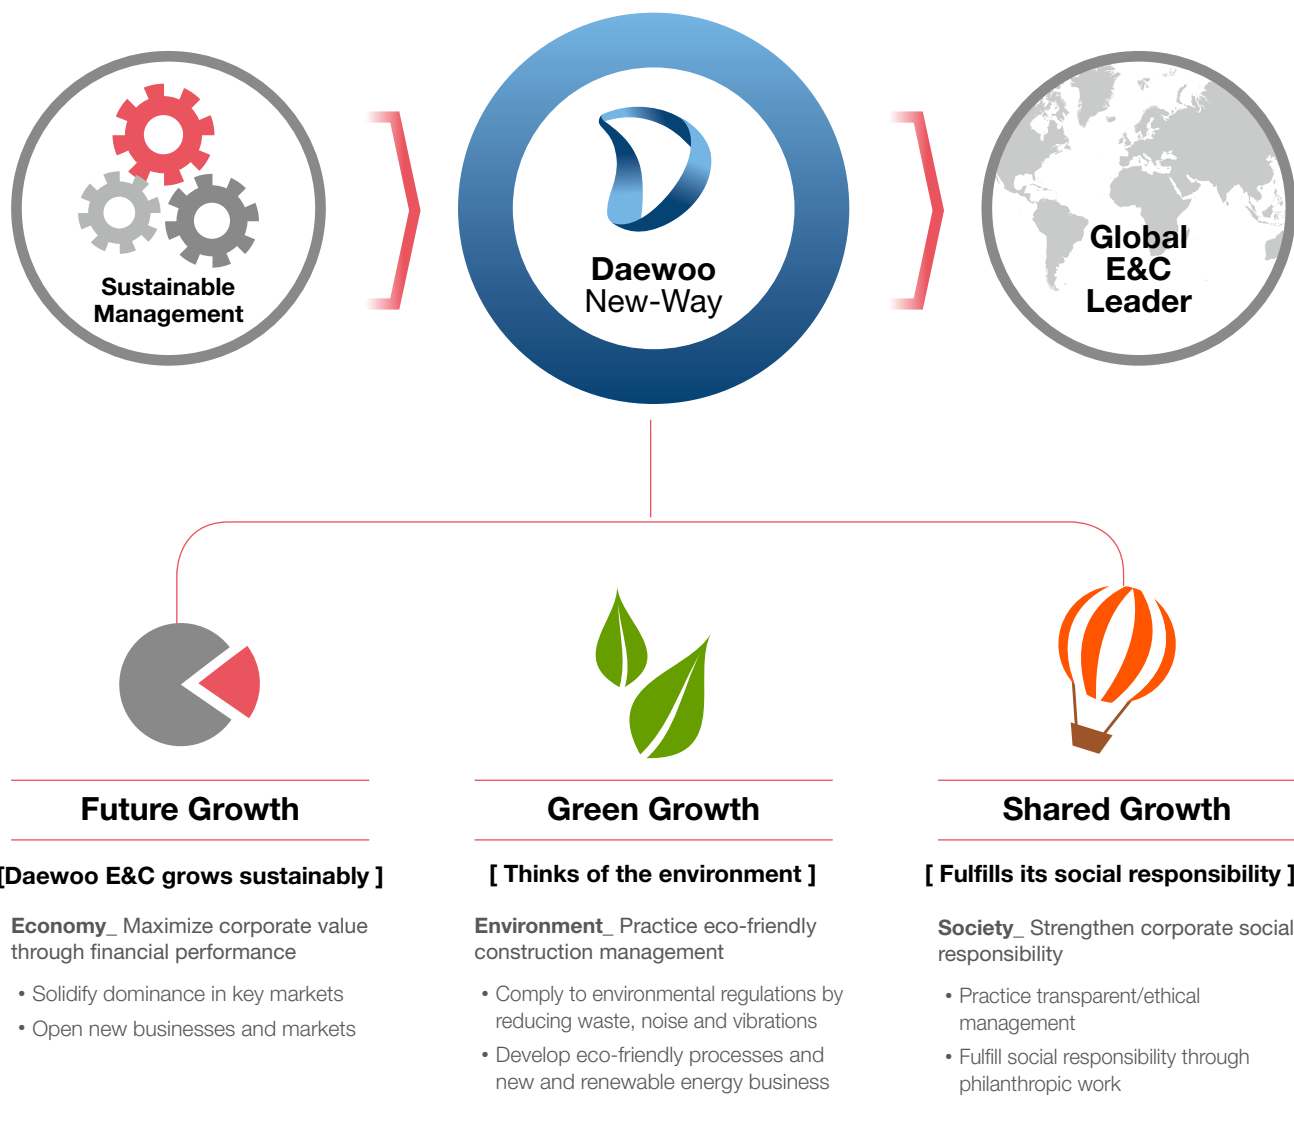 Sustainable
Management
Daewoo
New-Way
Global
E&C
Leader
Future Growth
[Daewoo E&C grows sustainably ]
Economy_ Maximize corporate value
through financial performance
• Solidify dominance in key markets
• Open new businesses and markets
Green Growth
[ Thinks of the environment ]
Environment_ Practice eco-friendly
construction management
• Comply to environmental regulations by
reducing waste, noise and vibrations
• Develop eco-friendly processes and
new and renewable energy business
Shared Growth
[ Fulfills its social responsibility ]
Society_ Strengthen corporate social
responsibility
• Practice transparent/ethical
management
• Fulfill social responsibility through
philanthropic work